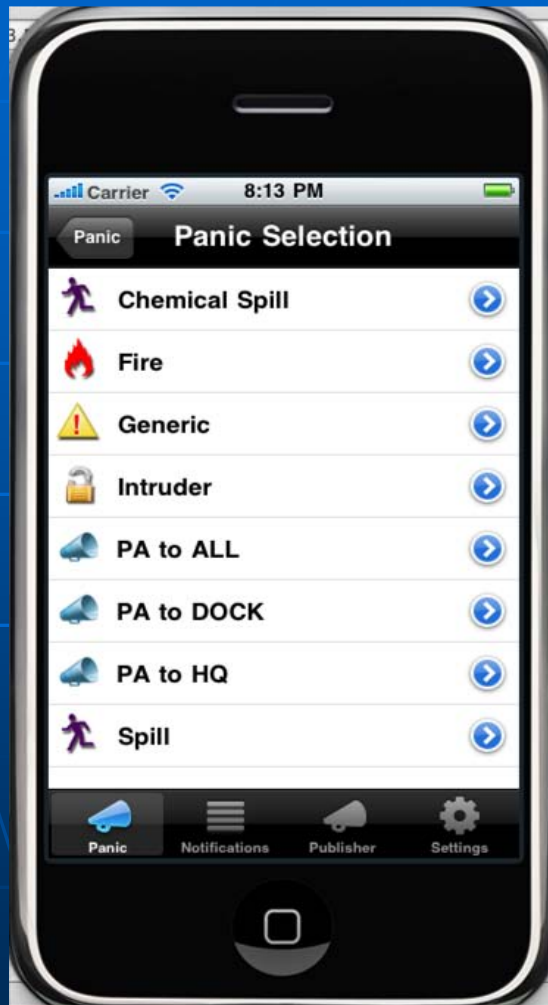 Carrier 8:13 PM
Panic Panic Selection
Chemical Spill
Fire
Generic
Intruder
PA to ALL
PA to DOCK
PA to HQ
Spill
Panic Notifications Publisher Settings